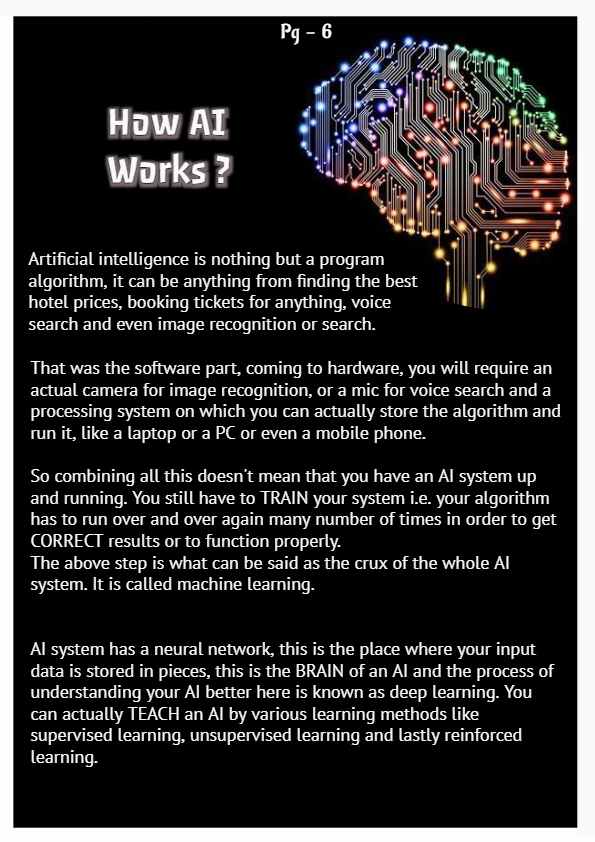 Pg - 6
How AI
Works ?
Artificial intelligence is nothing but a program
algorithm, it can be anything from finding the best
hotel prices, booking tickets for anything, voice
search and even image recognition or search.
That was the software part, coming to hardware, you will require an
actual camera for image recognition, or a mic for voice search and a
processing system on which you can actually store the algorithm and
run it, like a laptop or a PC or even a mobile phone.
So combining all this doesn't mean that you have an AI system up
and running. You still have to TRAIN your system i.e. your algorithm
has to run over and over again many number of times in order to get
CORRECT results or to function properly.
The above step is what can be said as the crux of the whole AI
system. It is called machine learning.
AI system has a neural network, this is the place where your input
data is stored in pieces, this is the BRAIN of an AI and the process of
understanding your AI better here is known as deep learning. You
can actually TEACH an AI by various learning methods like
supervised learning, unsupervised learning and lastly reinforced
learning.